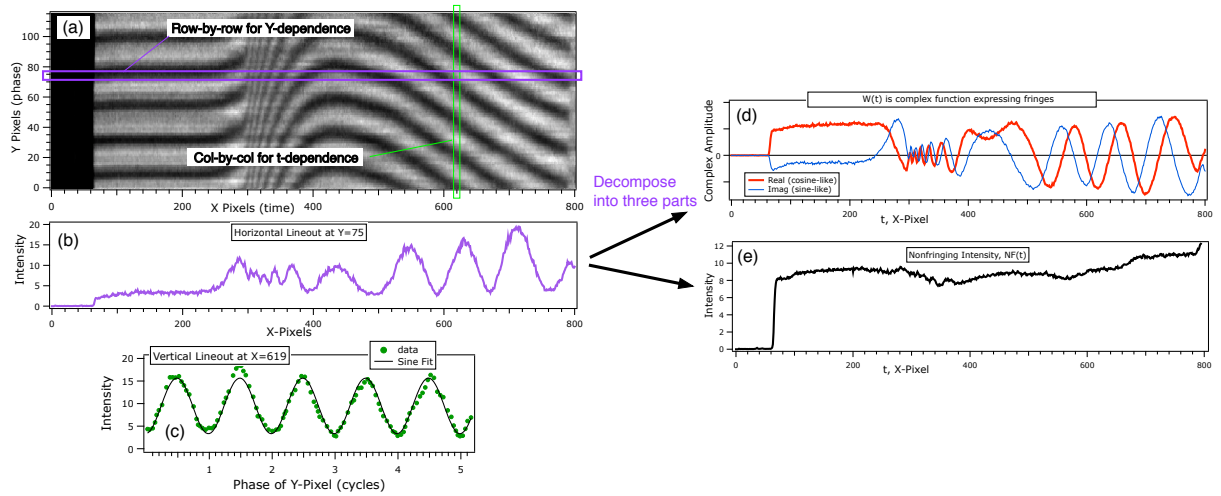 (a)
Row-by-row for Y-dependence
Col-by-col for t-dependence
Y Pixels (phase)
100
80
60
40
20
0
0
100
200
300
400
500
600
700
800
X Pixels (time)
(b)
Horizontal Lineout at Y=75
Intensity
20
15
10
5
0
0
200
400
600
800
X-Pixels
Vertical Lineout at X=619
data
Sine Fit
Intensity
20
15
10
5
0
(c)
1
2
3
4
5
Phase of Y-Pixel (cycles)
Decompose
into three parts
W(t) is complex function expressing fringes
(d)
Complex Amplitude
0
Real (cosine-like)
Imag (sine-like)
0
200
400
600
800
t, X-Pixel
Nonfringing Intensity, NF(t)
(e)
Intensity
12
10
8
6
4
2
0
0
200
400
600
800
t, X-Pixel